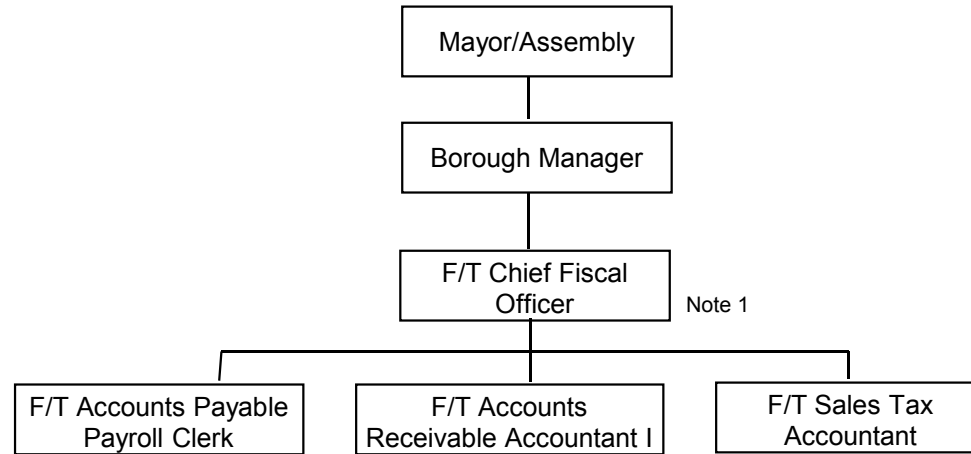 Mayor/Assembly
Borough Manager
F/T Chief Fiscal
Officer
Note 1
F/T Accounts Payable
Payroll Clerk
F/T Accounts
Receivable Accountant I
F/T Sales Tax
Accountant